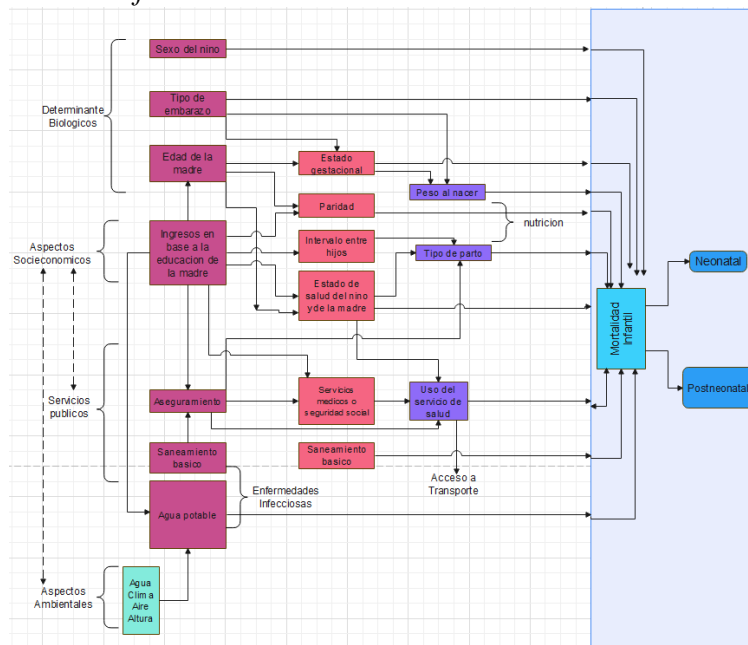 Sexo del nino
Tipo de
embarazo
Determinante
Biologicos
Edad de la
madre
Estado
gestacional
Peso al nacer
Paridad
nutricion
Ingresos en
base a la
educacion de
la madre
Aspectos
Socieconomicos
Intervalo entre
hijos
Tipo de parto
Neonatal
Estado de
salud del nino
y de la madre
Mortalidad
Infantil
Postneonatal
Servicios
publicos
Aseguramiento
Servicios
medicos o
seguridad social
Uso del
servicio de
salud
Saneamiento
basico
Saneamiento
basico
Acceso a
Transporte
Enfermedades
Infecciosas
Agua potable
Aspectos
Ambientales
Agua
Clima
Aire
Altura